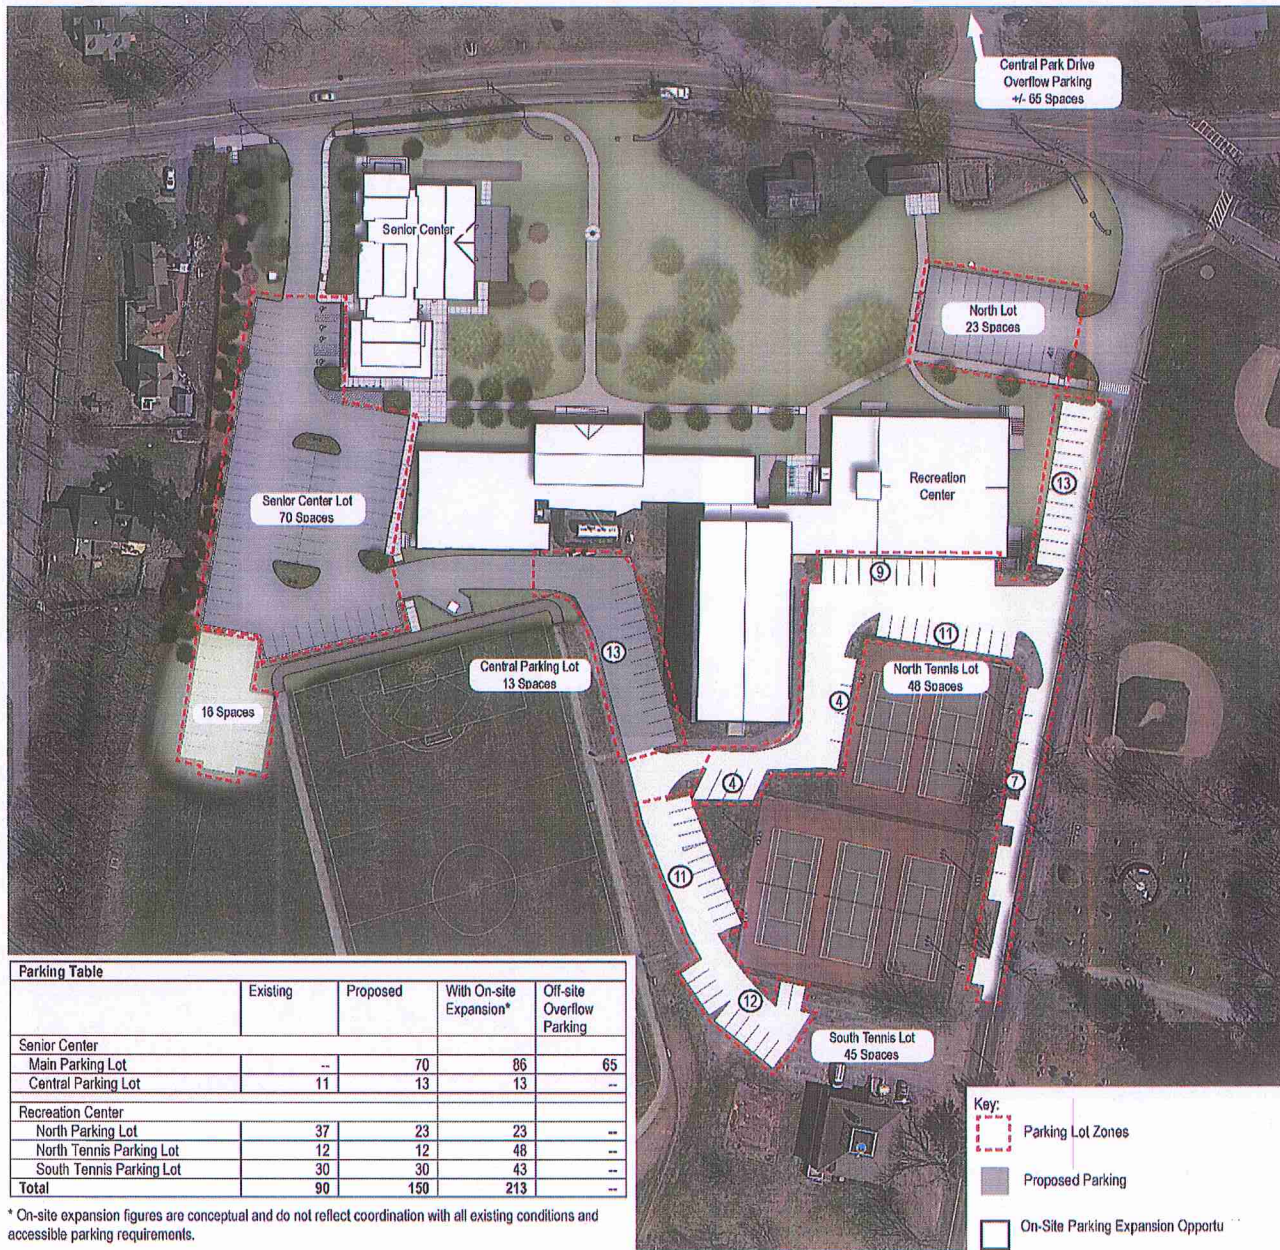 Central Park Drive
Overflow Parking
+/- 65 Spaces
Senior Center
North Lot
23 Spaces
Recreation
Center
13
Senior Center Lot
70 Spaces
9
11
13
Central Parking Lot
13 Spaces
North Tennis Lot
48 Spaces
4
16 Spaces
4
7
11
12
South Tennis Lot
45 Spaces
Parking Table
Existing Proposed With On-site Expansion* Off-site Overflow Parking
Senior Center
Main Parking Lot -- 70 86 65
Central Parking Lot 11 13 13 --
Recreation Center
North Parking Lot 37 23 23 --
North Tennis Parking Lot 12 12 48 --
South Tennis Parking Lot 30 30 43 --
Total 90 150 213 --
* On-site expansion figures are conceptual and do not reflect coordination with all existing conditions and
accessible parking requirements.
Key:
Parking Lot Zones
Proposed Parking
On-Site Parking Expansion Opportu